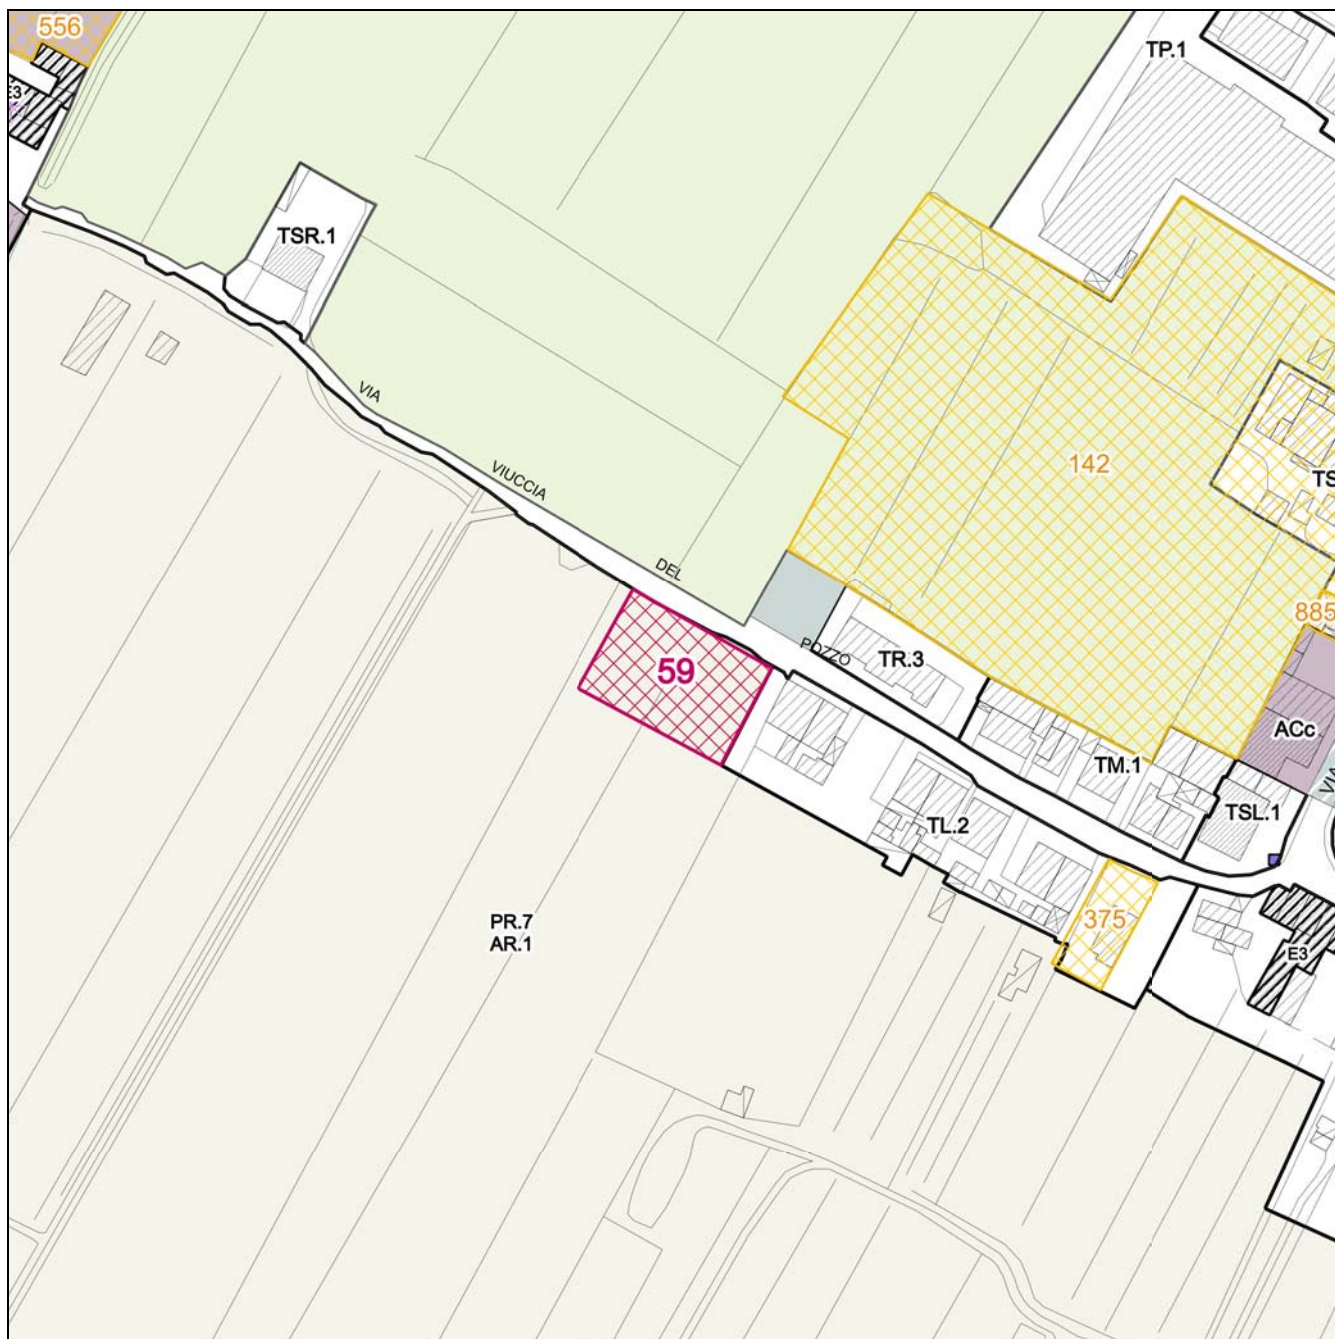 556
TP.1
E3
TSR.1
VIA
VIUCCIA
142
TS
DEL
885
POZZO
TR.3
59
ACc
TM.1
VIA
TSL.1
TL.2
375
PR.7
AR.1
E3